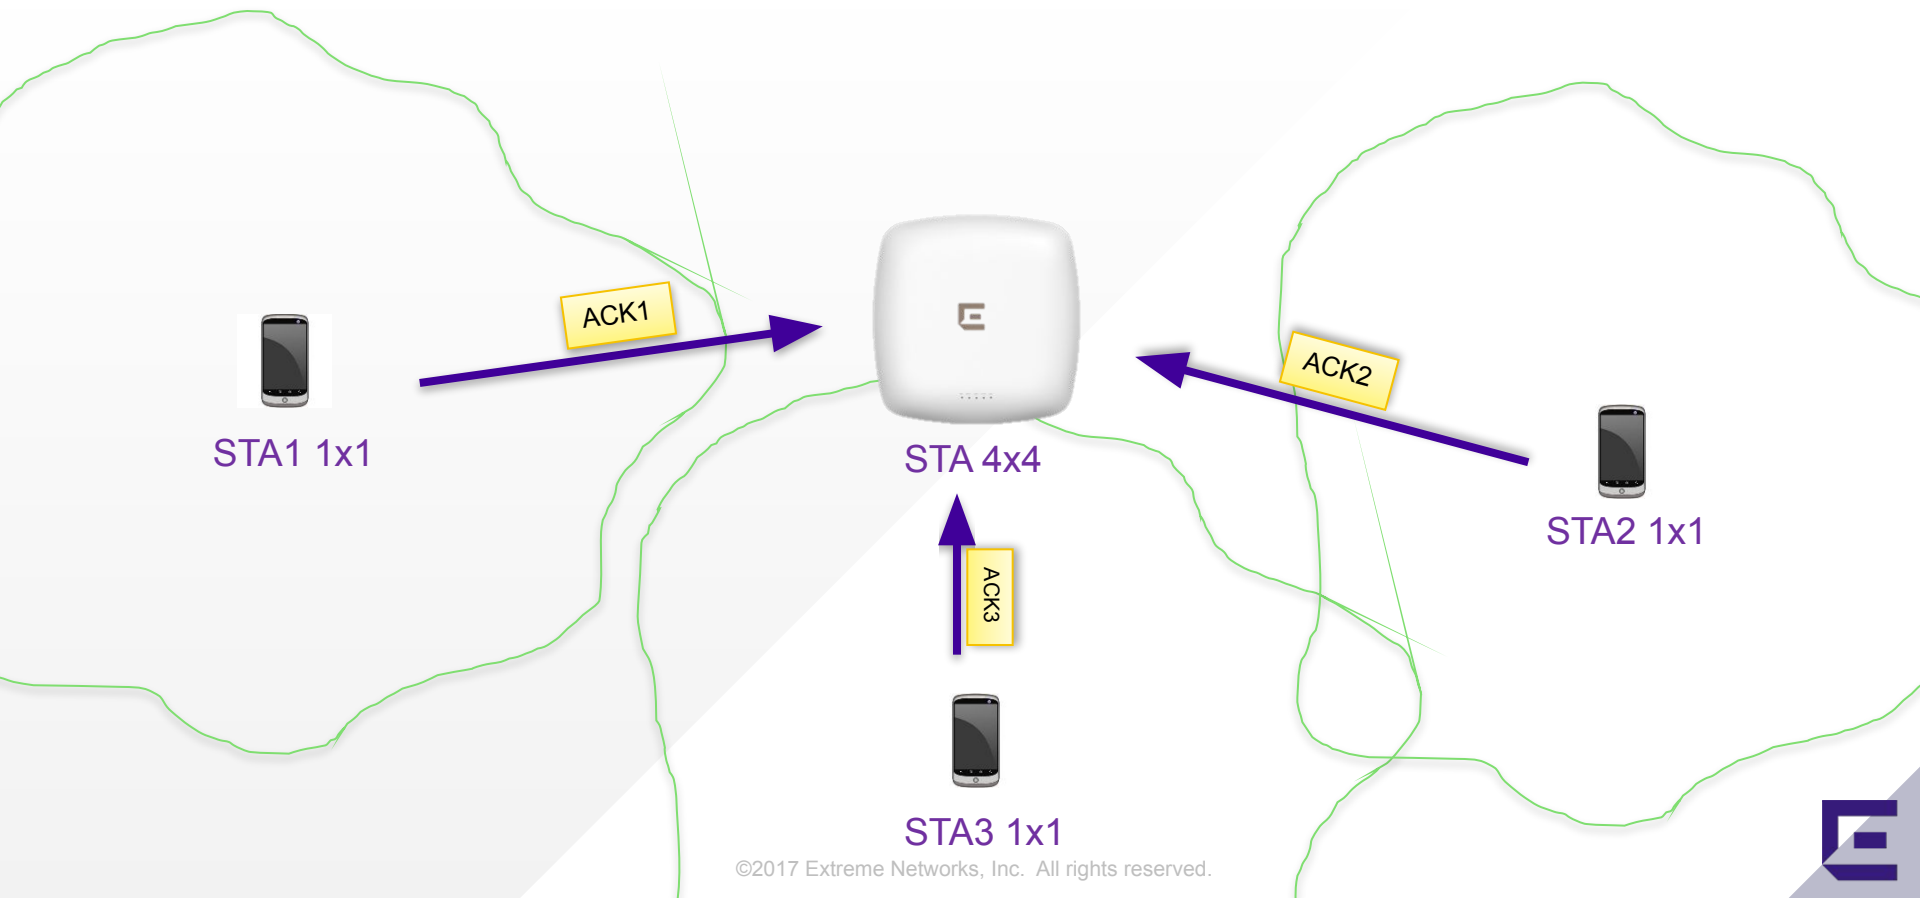 ACK1
ACK2
STA1 1x1
STA 4x4
STA2 1x1
ACK3
STA3 1x1
©2017 Extreme Networks, Inc. All rights reserved.